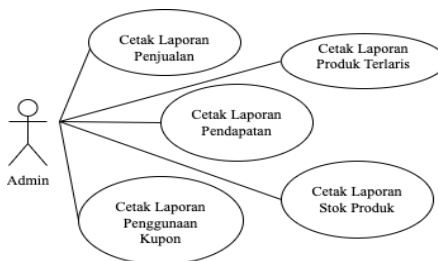 Cetak Laporan
Penjualan
Cetak Laporan
Produk Terlaris
Cetak Laporan
Pendapatan
Admin
Cetak Laporan
Stok Produk
Cetak Laporan
Penggunaan
Kupon